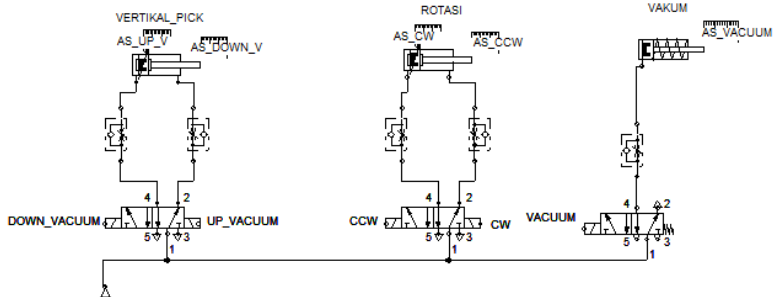 VERTIKAL_PICK
AS_UP_V
AS_DOWN_V
4 2
DOWN_VACUUM
UP_VACUUM
5 3
1
ROTASI
AS_CW
AS_CCW
4 2
CCW
CW
5 3
1
VAKUM
AS_VACUUM
4 2
VACUUM
5 3
1